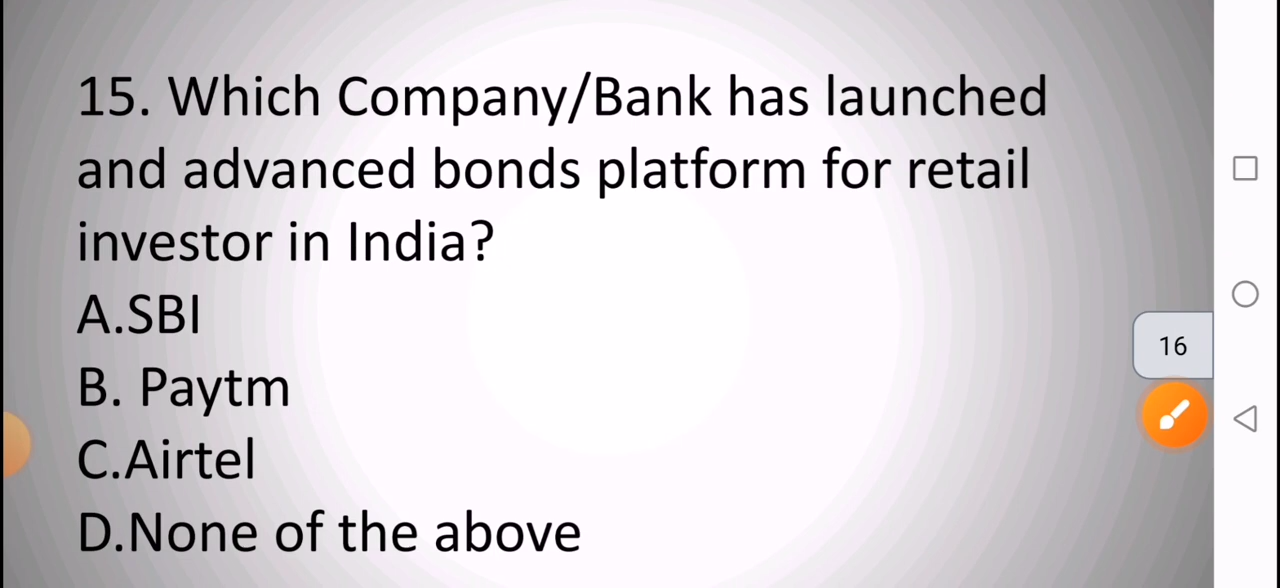 15. Which Company/Bank has launched
and advanced bonds platform for retail
investor in India?
A.SBI
B. Paytm
C.Airtel
D.None of the above
16